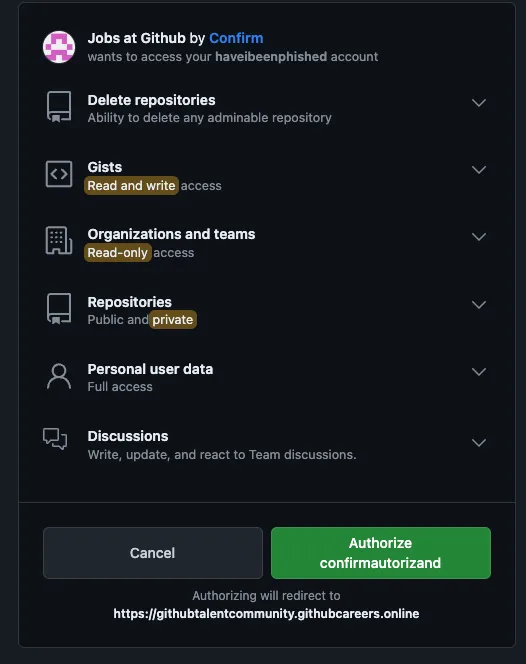 Jobs at Github by Confirm
wants to access your haveibeenphished account
Delete repositories
Ability to delete any adminable repository
Gists
Read and write access
Organizations and teams
Read-only access
Repositories
Public and private
Personal user data
Full access
Discussions
Write, update, and react to Team discussions.
Cancel
Authorize
confirmautorizand
Authorizing will redirect to
https://githubtalentcommunity.githubcareers.online